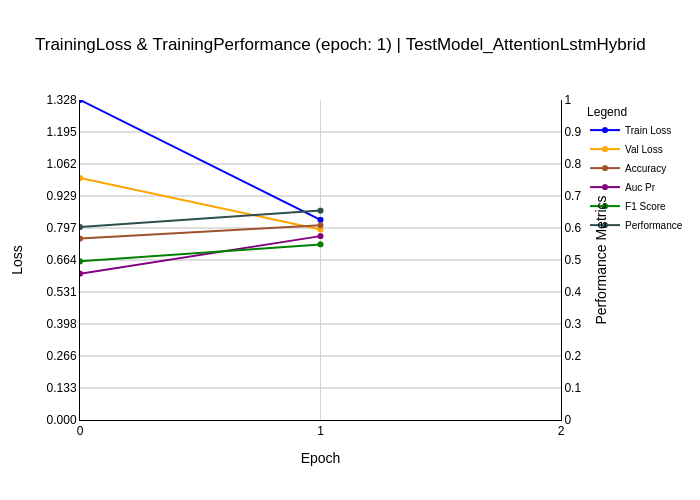 TrainingLoss & TrainingPerformance (epoch: 1) | TestModel_AttentionLstmHybrid
1.328
1.195
1.062
0.929
0.797
0.664
0.531
0.398
0.266
0.133
0.000
Loss
1
0.9
0.8
0.7
0.6
0.5
0.4
0.3
0.2
0.1
0
Performance Metrics
Legend
Train Loss
Val Loss
Accuracy
Auc Pr
F1 Score
Performance
0 1 2
Epoch